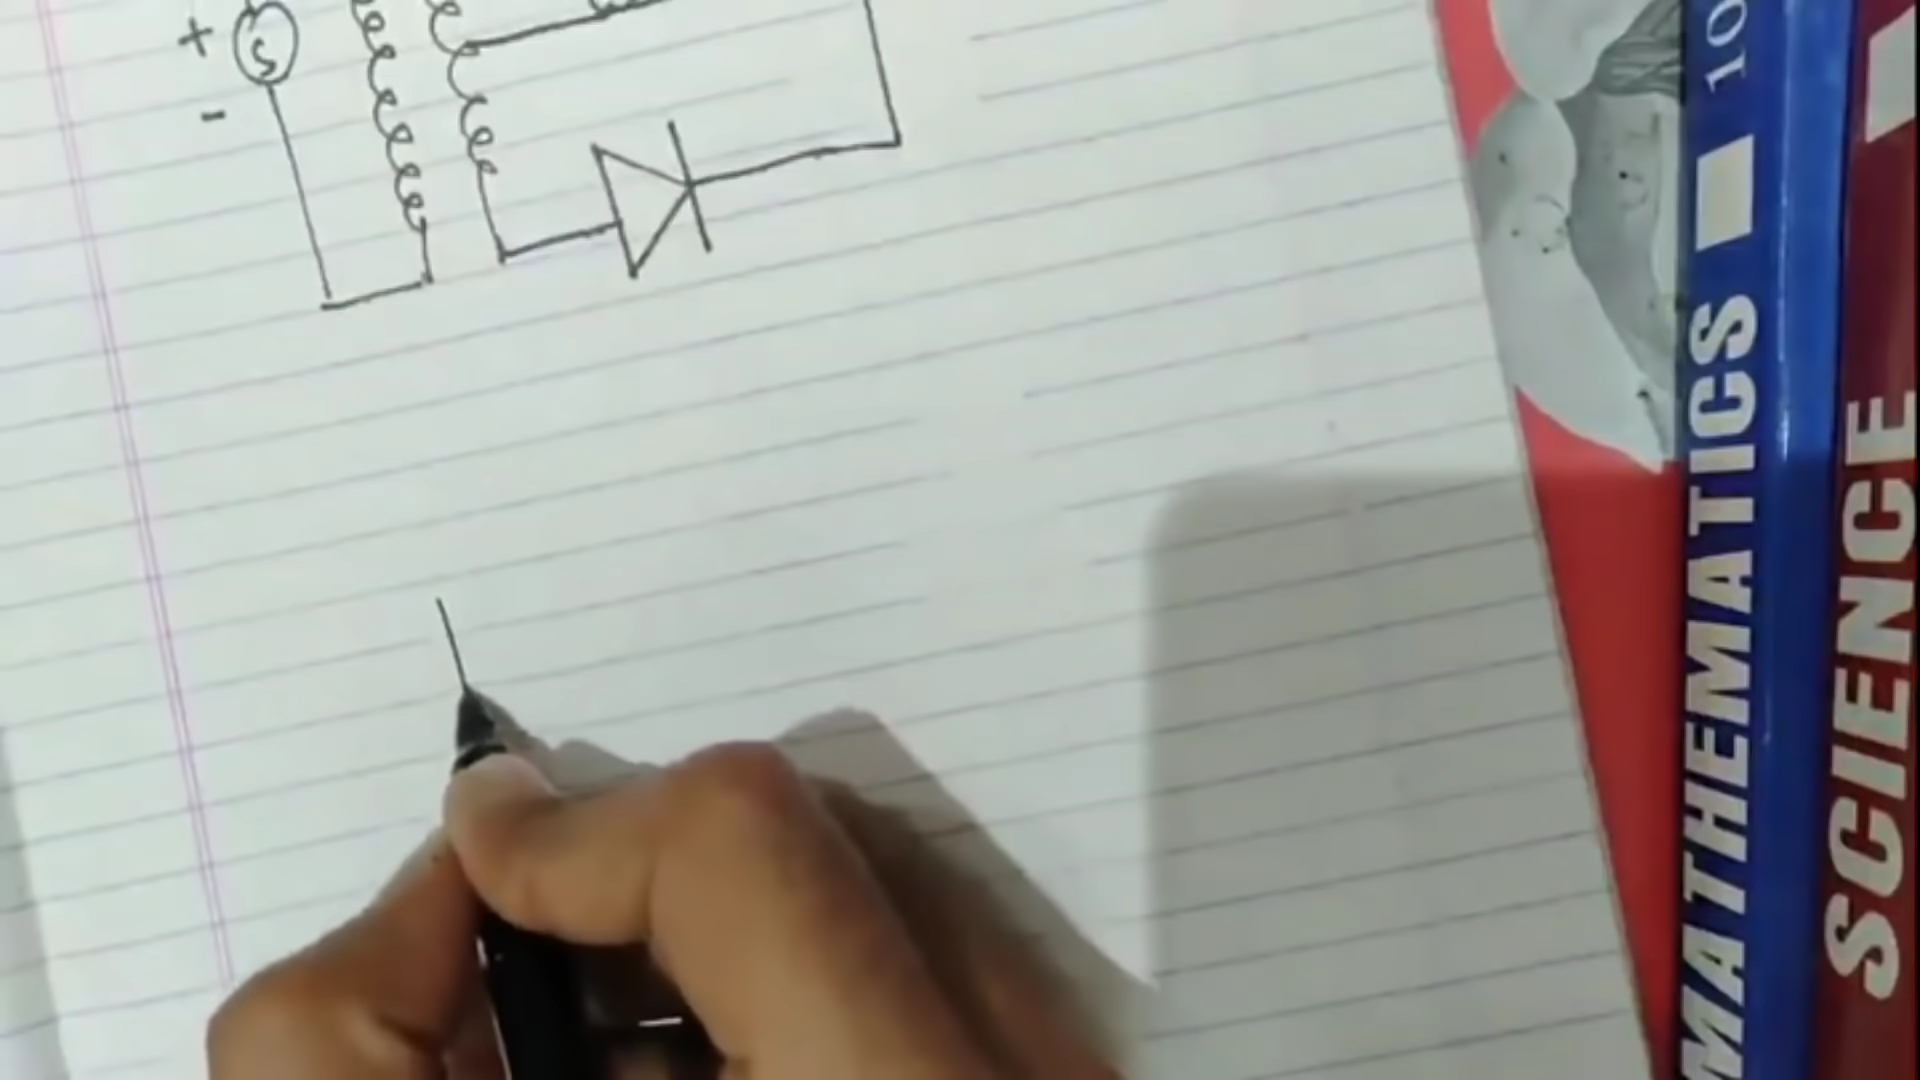 +
S
-
MATHEMATICS ■ 10
SCIENCE